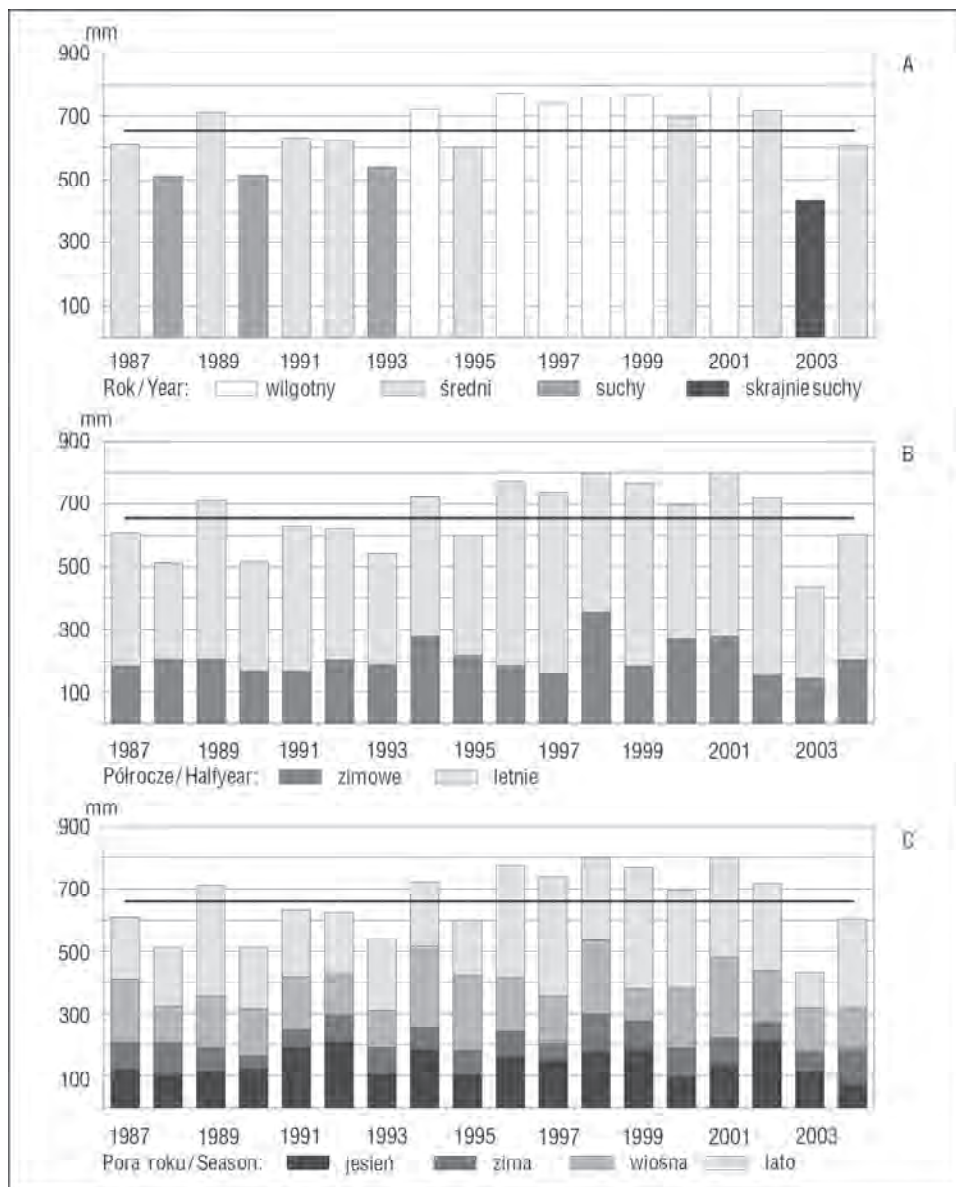 mm
900
A
700
500
300
100
1987 1989 1991 1993 1995 1997 1999 2001 2003
Rok / Year: wilgotny średni suchy skrajnie suchy
mm
900
B
700
500
300
100
1987 1989 1991 1993 1995 1997 1999 2001 2003
Półrocze / Halfyear: zimowe letnie
mm
900
C
700
500
300
100
1987 1989 1991 1993 1995 1997 1999 2001 2003
Pora roku / Season: jesień zima wiosna lato